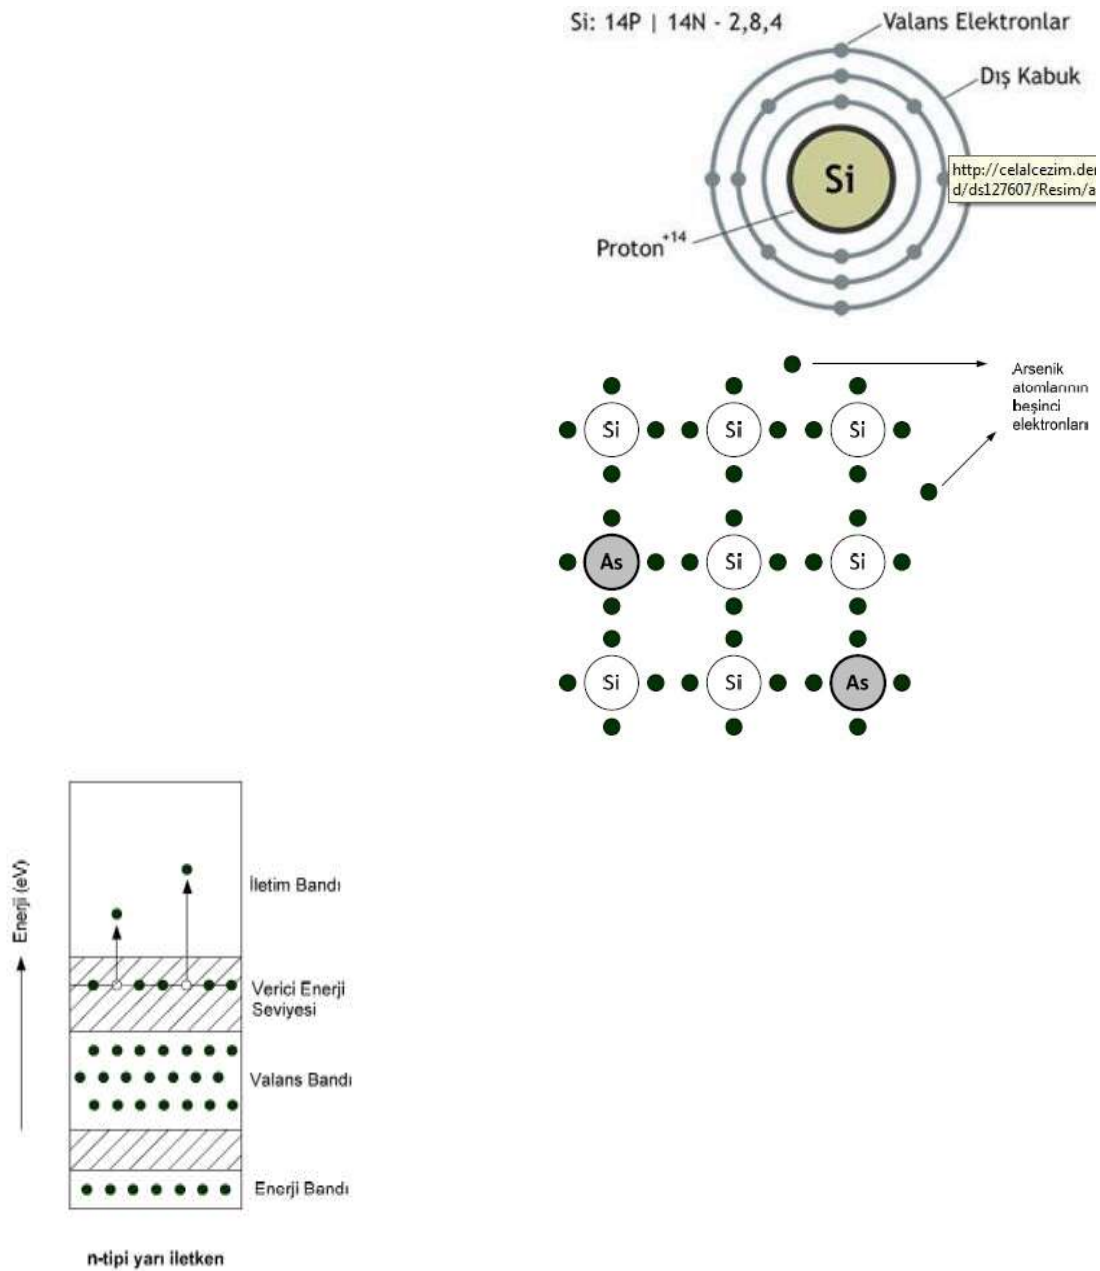 Si: 14P | 14N - 2,8,4
Valans Elektronlar
Dış Kabuk
Si
http://celalcezim.der
d/ds127607/Resim/a
Proton+14
Arsenik
atomlarının
beşinci
elektronları
Si Si Si
As Si Si
Si Si As
Enerji (eV)
İletim Bandı
Verici Enerji
Seviyesi
Valans Bandı
Enerji Bandı
n-tipi yarı iletken